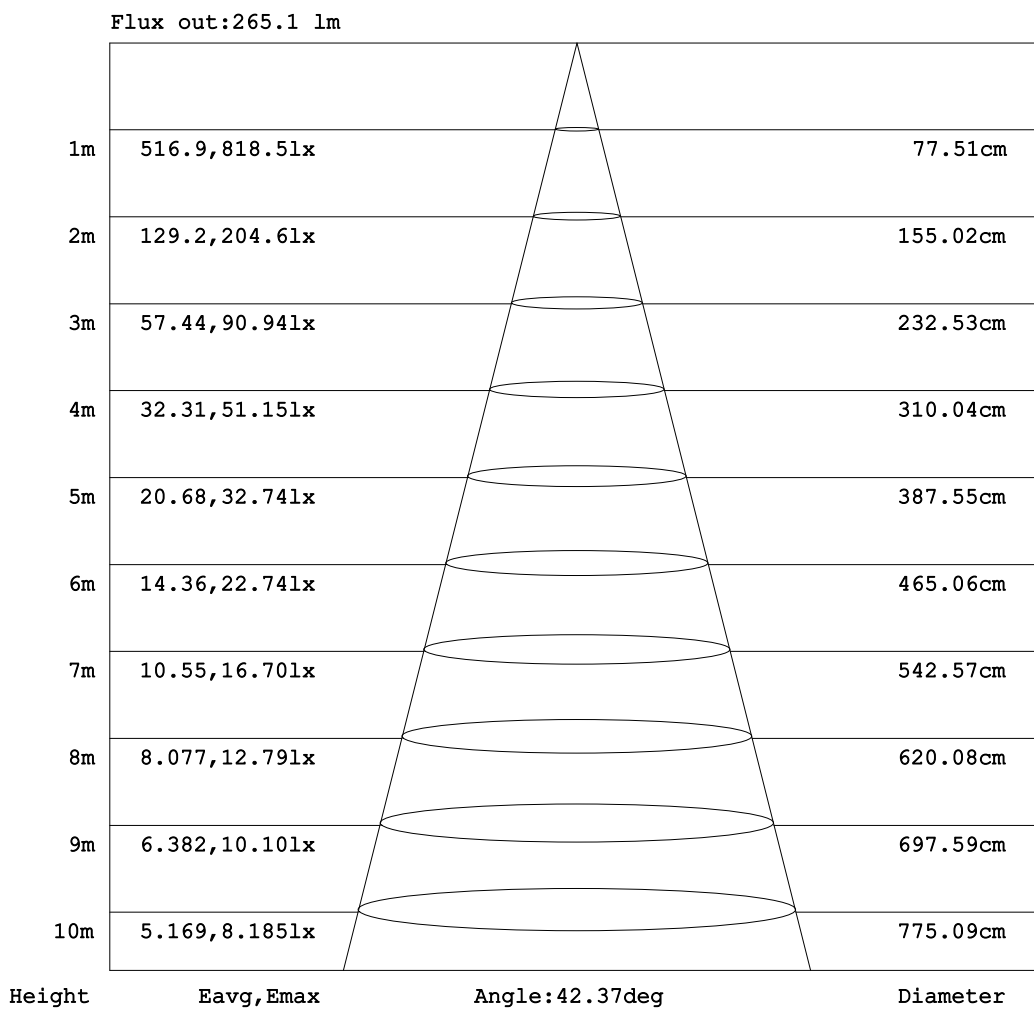 Flux out:265.1 lm
1m 516.9,818.5lx 77.51cm
2m 129.2,204.6lx 155.02cm
3m 57.44,90.94lx 232.53cm
4m 32.31,51.15lx 310.04cm
5m 20.68,32.74lx 387.55cm
6m 14.36,22.74lx 465.06cm
7m 10.55,16.70lx 542.57cm
8m 8.077,12.79lx 620.08cm
9m 6.382,10.10lx 697.59cm
10m 5.169,8.185lx 775.09cm
Height Eavg,Emax Angle:42.37deg Diameter